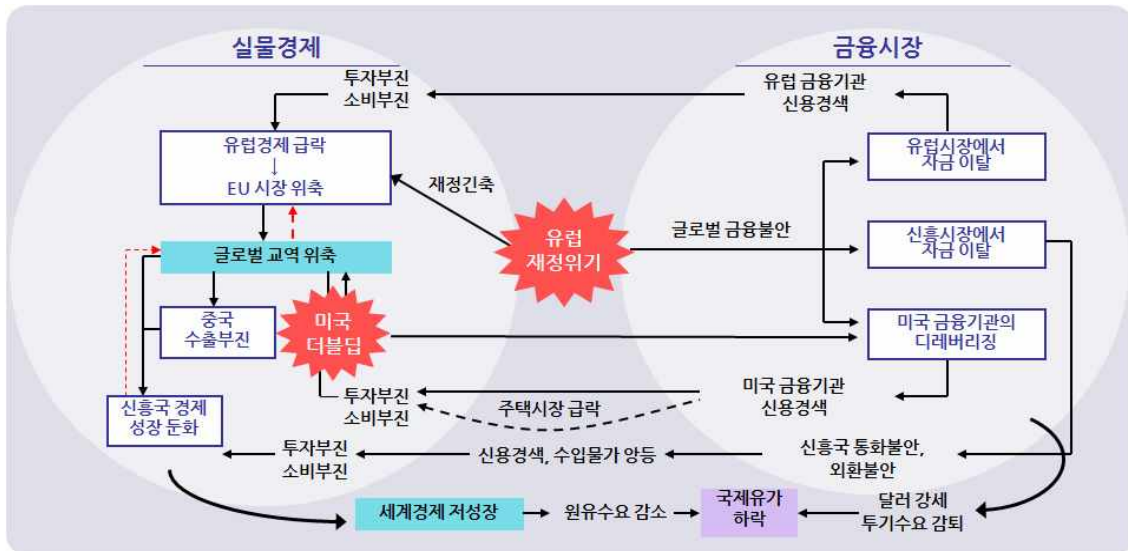 실물경제
금융시장
투자부진
소비부진
유럽 금융기관
신용경색
유럽경제 급락
↓
EU 시장 위축
유럽시장에서
자금 이탈
재정긴축
유럽
재정위기
글로벌 금융불안
신흥시장에서
자금 이탈
글로벌 교역 위축
중국
수출부진
미국
더블딥
미국 금융기관의
디레버리징
신흥국 경제
성장 둔화
투자부진
소비부진
주택시장 급락
미국 금융기관
신용경색
투자부진
소비부진
신용경색, 수입물가 앙등
신흥국 통화불안,
외환불안
세계경제 저성장
원유수요 감소
국제유가
하락
달러 강세
투기수요 감퇴